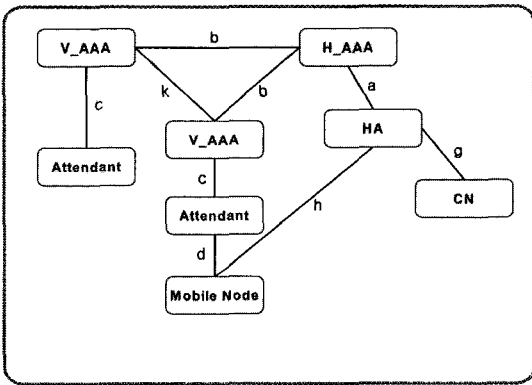 b
V_AAA
H_AAA
a
c
k
b
HA
V_AAA
g
Attendant
c
CN
Attendant
h
d
Mobile Node